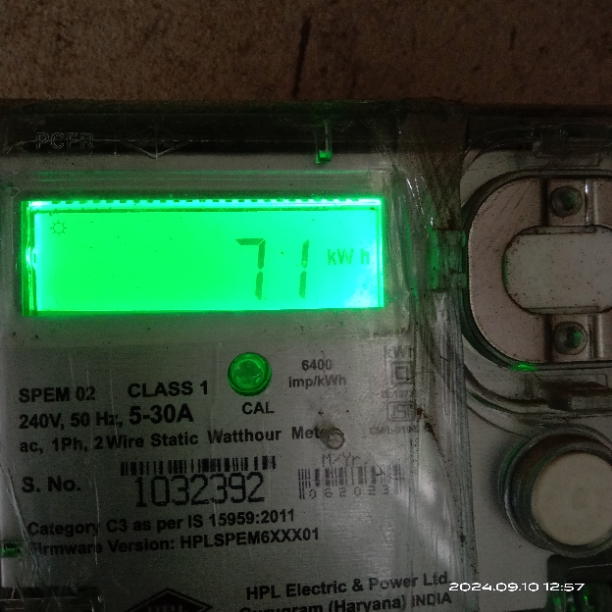 71 kWh
6400
imp/kWh
SPEM 02 CLASS 1
240V, 50 Hz, 5-30A
CAL
ac, 1Ph, 2 Wire Static Watthour Meter
M/Yr.
S. No. 1032392
062023
Category C3 as per IS 15959:2011
Firmware Version: HPLSPEM6XXX01
HPL Electric & Power Ltd.
Gurugram (Haryana) INDIA
2024.09.10 12:57